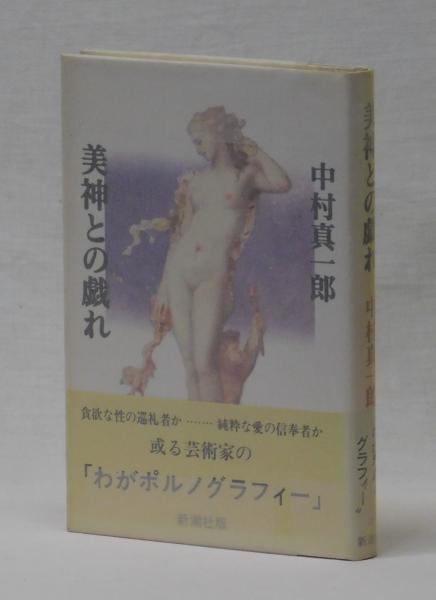 中村真一郎
美神との戯れ
貪欲な性の巡礼者か……純粋な愛の信奉者か
或る芸術家の
「わがポルノグラフィー」
新潮社版
美神との戯れ
中村真一郎
グラフィー」
新潮